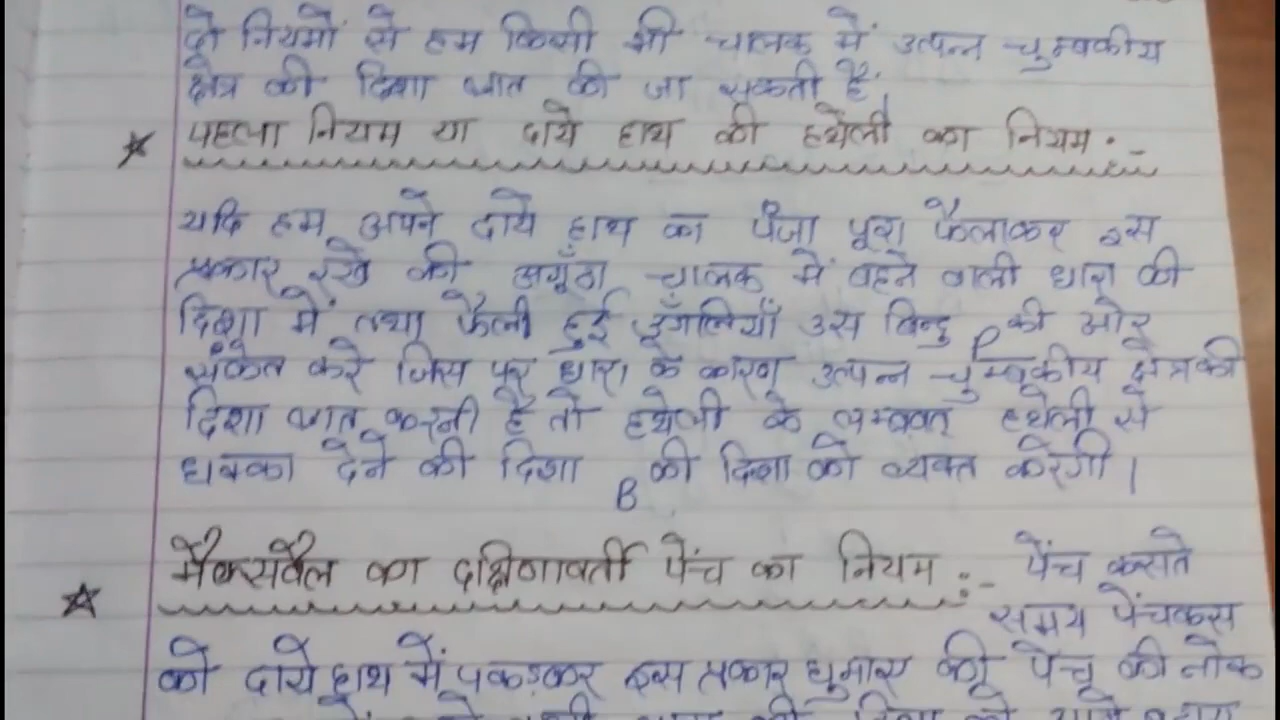 दो नियमों से हम किसी भी चालक में उत्पन्न चुम्बकीय
क्षेत्र की दिशा ज्ञात की जा सकती है,
पहला नियम या दाये हाथ की हथेली का नियम :-
यदि हम अपने दाये हाथ का पंजा पूरा फैलाकर इस
प्रकार रखे की अगूँठा चालक में बहने वाली धारा की
दिशा में तथा फैली हुई उँगलियाँ उस बिन्दु P की ओर
संकेत करे जिस पर धारा के कारण उत्पन्न चुम्बकीय क्षेत्र की
दिशा ज्ञात करनी है तो हथेली के लम्बवत् हथेली से
धक्का देने की दिशा B की दिशा को व्यक्त करेगी।
मैक्सवैल का दक्षिणावर्ती पेंच का नियम :- पेंच कसते
समय पेंचकस
को दाये हाथ में पकड़कर इस प्रकार घुमाए की पेंच की नोक